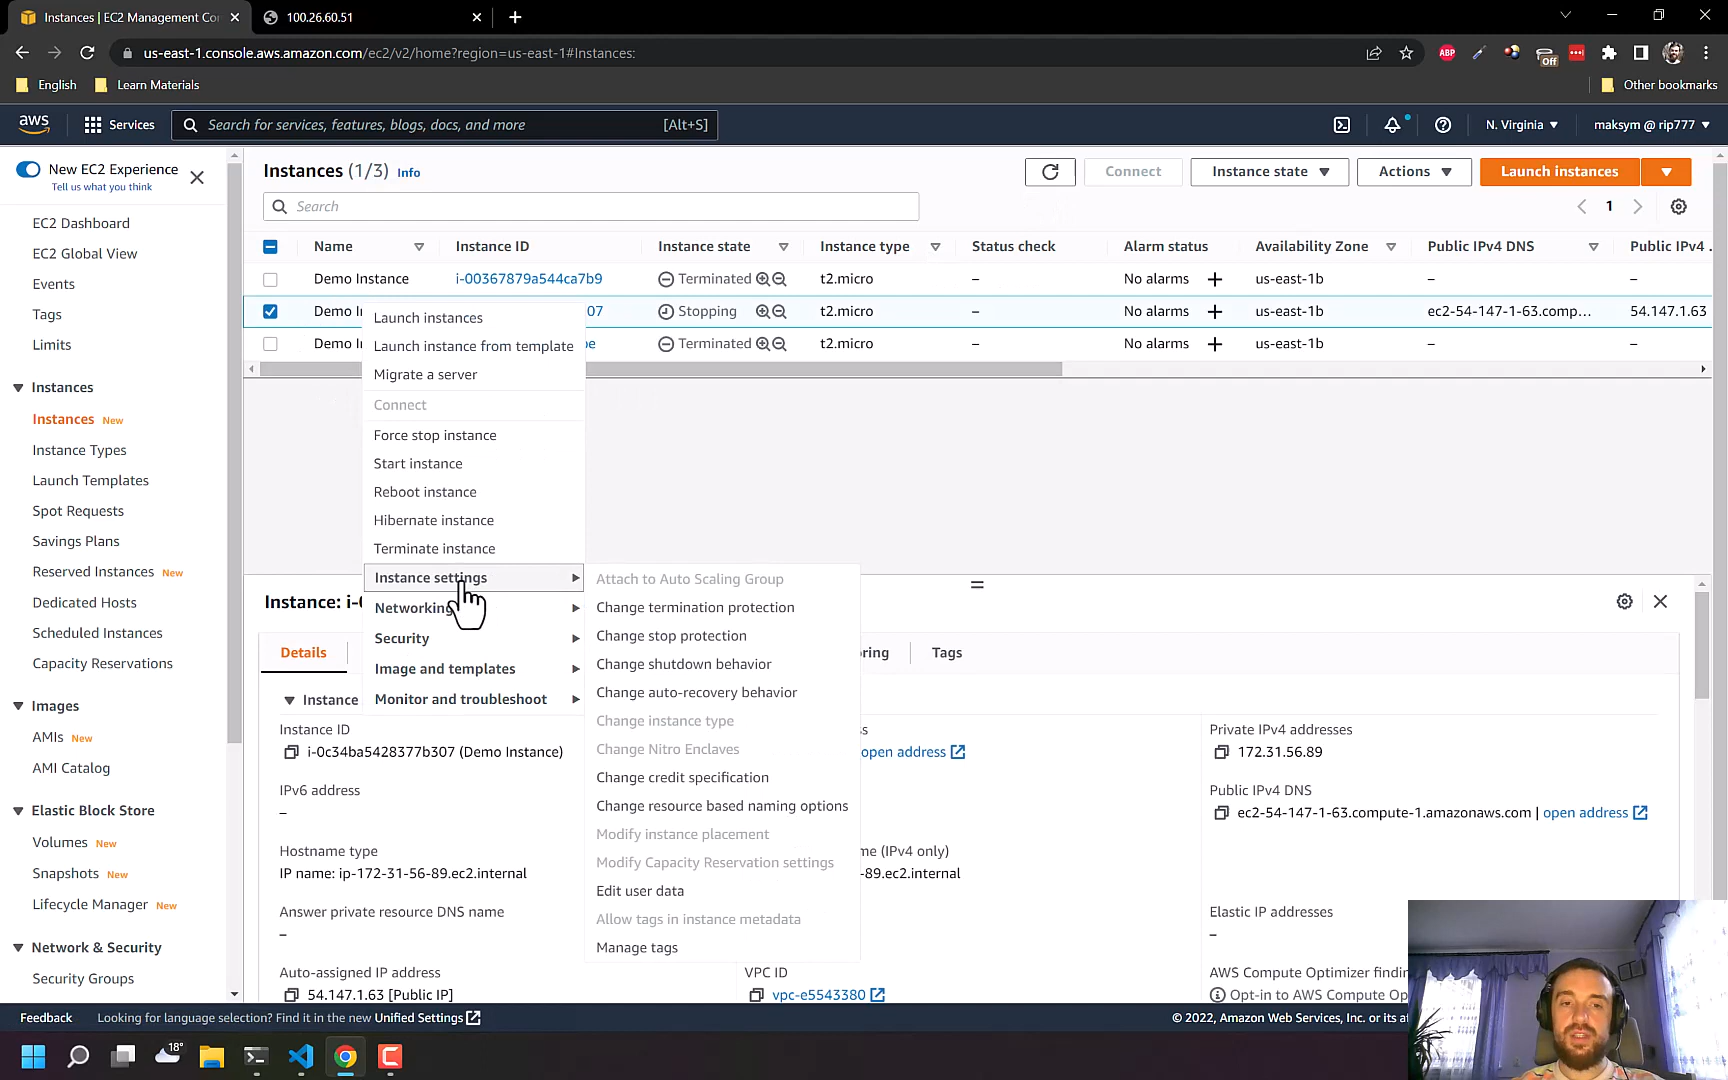 Instances | EC2 Management Co
100.26.60.51
us-east-1.console.aws.amazon.com/ec2/v2/home?region=us-east-1#Instances:
ABP
Off
English
Learn Materials
Other bookmarks
aws
Services
Search for services, features, blogs, docs, and more
[Alt+S]
N. Virginia
maksym @ rip777
New EC2 Experience
Tell us what you think
EC2 Dashboard
EC2 Global View
Events
Tags
Limits
Instances
Instances New
Instance Types
Launch Templates
Spot Requests
Savings Plans
Reserved Instances New
Dedicated Hosts
Scheduled Instances
Capacity Reservations
Images
AMIs New
AMI Catalog
Elastic Block Store
Volumes New
Snapshots New
Lifecycle Manager New
Network & Security
Security Groups
Instances (1/3) Info
Connect
Instance state
Actions
Launch instances
Search
1
Name Instance ID Instance state Instance type Status check Alarm status Availability Zone Public IPv4 DNS Public IPv4 .
Demo Instance i-00367879a544ca7b9 Terminated t2.micro – No alarms + us-east-1b – –
Demo I 07 Stopping t2.micro – No alarms + us-east-1b ec2-54-147-1-63.comp... 54.147.1.63
Demo I be Terminated t2.micro – No alarms + us-east-1b – –
Launch instances
Launch instance from template
Migrate a server
Connect
Force stop instance
Start instance
Reboot instance
Hibernate instance
Terminate instance
Instance settings
Networking
Security
Image and templates
Monitor and troubleshoot
Attach to Auto Scaling Group
Change termination protection
Change stop protection
Change shutdown behavior
Change auto-recovery behavior
Change instance type
Change Nitro Enclaves
Change credit specification
Change resource based naming options
Modify instance placement
Modify Capacity Reservation settings
Edit user data
Allow tags in instance metadata
Manage tags
Instance: i-0
Details
ring
Tags
Instance
Instance ID
i-0c34ba5428377b307 (Demo Instance)
IPv6 address
–
Hostname type
IP name: ip-172-31-56-89.ec2.internal
Answer private resource DNS name
–
Auto-assigned IP address
54.147.1.63 [Public IP]
ss
open address
me (IPv4 only)
-89.ec2.internal
VPC ID
vpc-e5543380
Private IPv4 addresses
172.31.56.89
Public IPv4 DNS
ec2-54-147-1-63.compute-1.amazonaws.com | open address
Elastic IP addresses
–
AWS Compute Optimizer findin
Opt-in to AWS Compute Op
Feedback
Looking for language selection? Find it in the new Unified Settings
© 2022, Amazon Web Services, Inc. or its af
18°